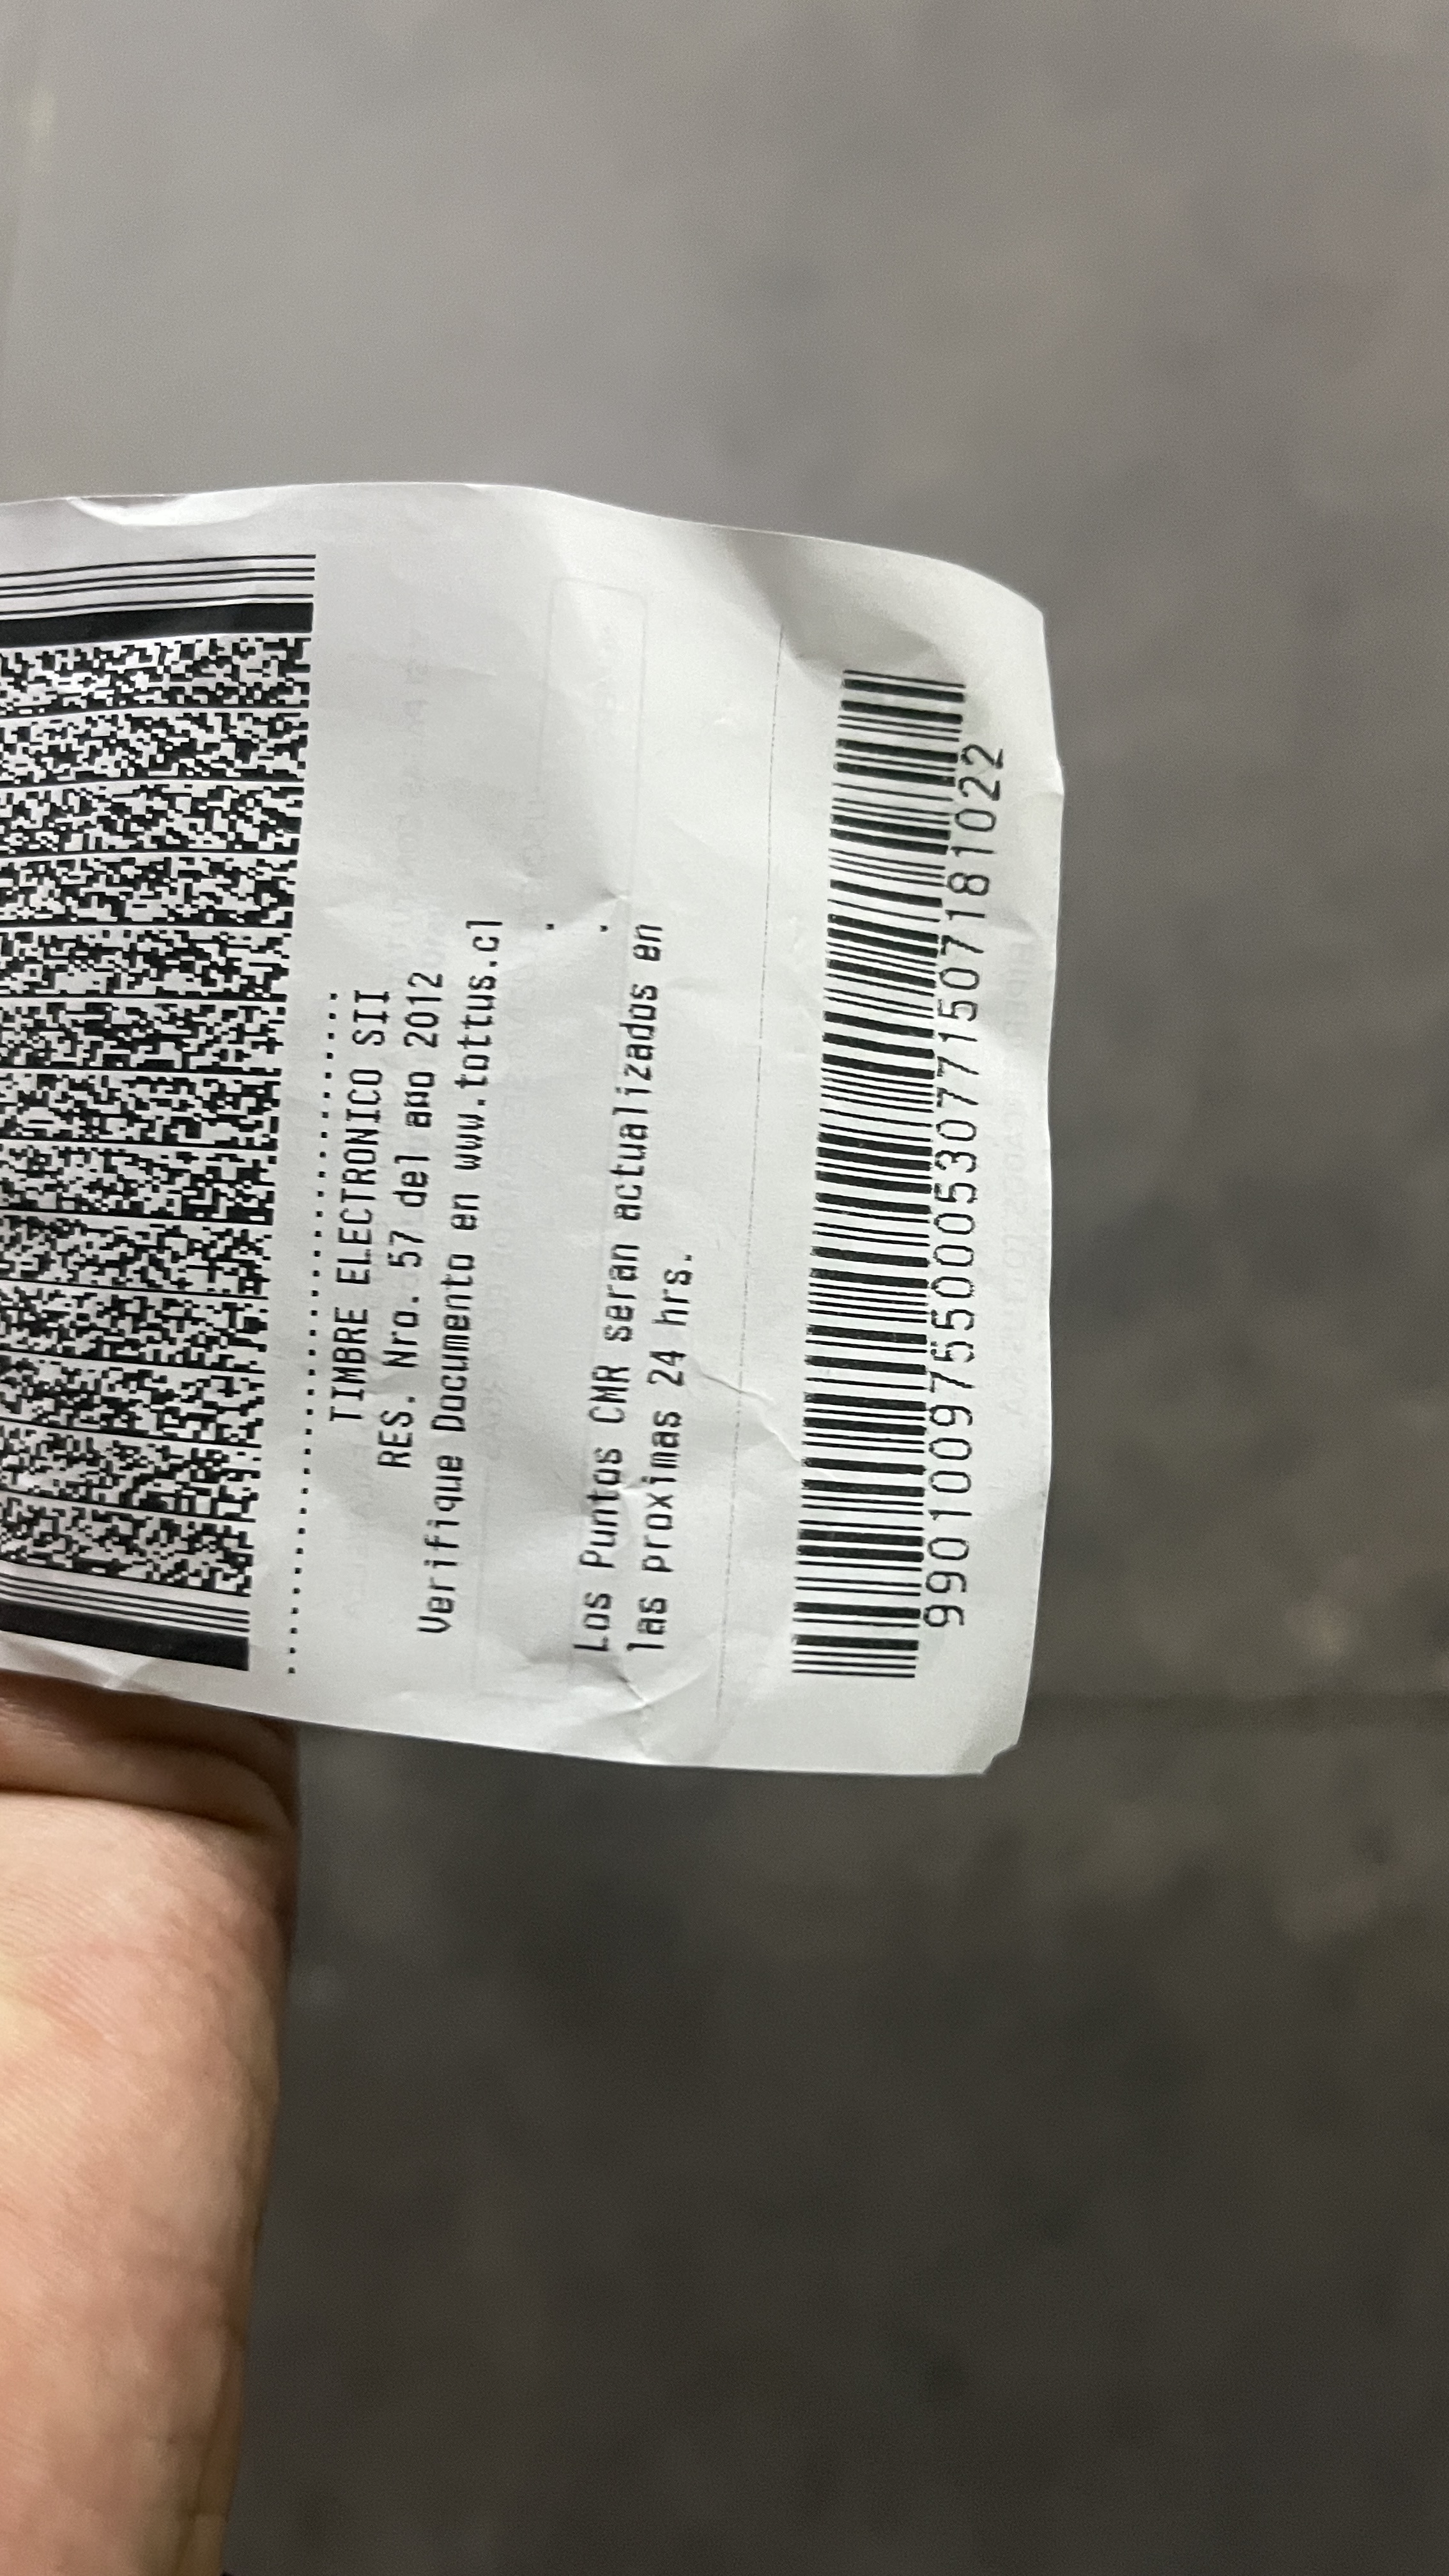 TIMBRE ELECTRONICO SII
RES. Nro. 57 del ano 2012
Verifique Documento en www.tottus.cl
Los Puntos CMR seran actualizados en
las proximas 24 hrs.
9901009755000530771507181022